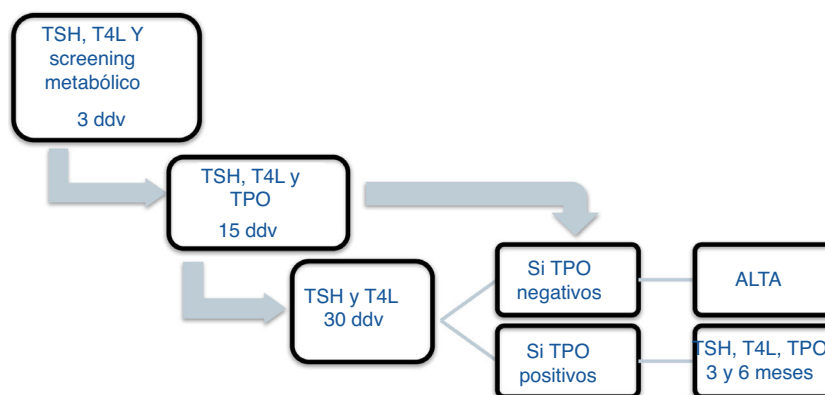 TSH, T4L Y
screening
metabólico
3 ddv
TSH, T4L y
TPO
15 ddv
TSH y T4L
30 ddv
Si TPO
negativos
ALTA
Si TPO
positivos
TSH, T4L, TPO
3 y 6 meses